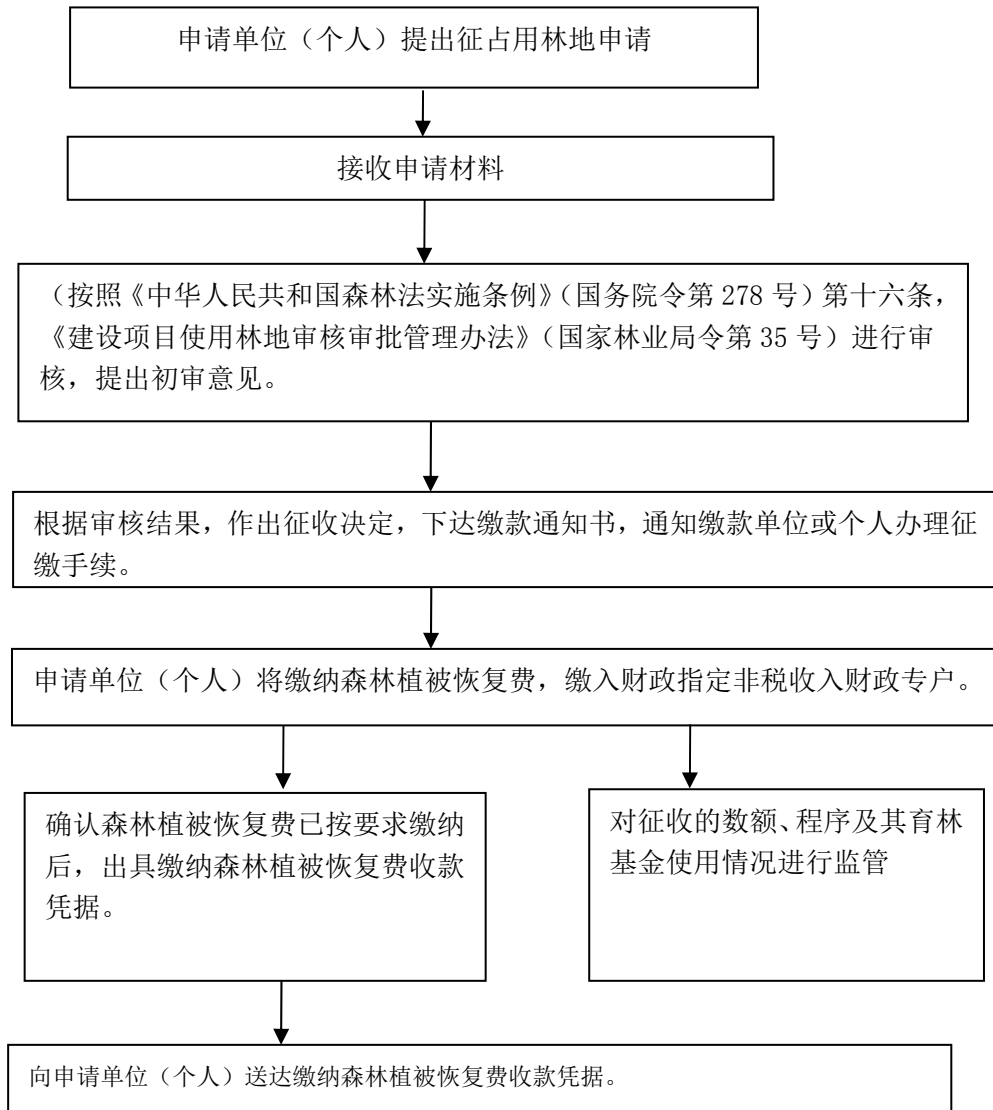 申请单位（个人）提出征占用林地申请
接收申请材料
（按照《中华人民共和国森林法实施条例》（国务院令第 278 号）第十六条，
《建设项目使用林地审核审批管理办法》（国家林业局令第 35 号）进行审
核，提出初审意见。
根据审核结果，作出征收决定，下达缴款通知书，通知缴款单位或个人办理征
缴手续。
申请单位（个人）将缴纳森林植被恢复费，缴入财政指定非税收入财政专户。
确认森林植被恢复费已按要求缴纳
后，出具缴纳森林植被恢复费收款
凭据。
对征收的数额、程序及其育林
基金使用情况进行监管
向申请单位（个人）送达缴纳森林植被恢复费收款凭据。